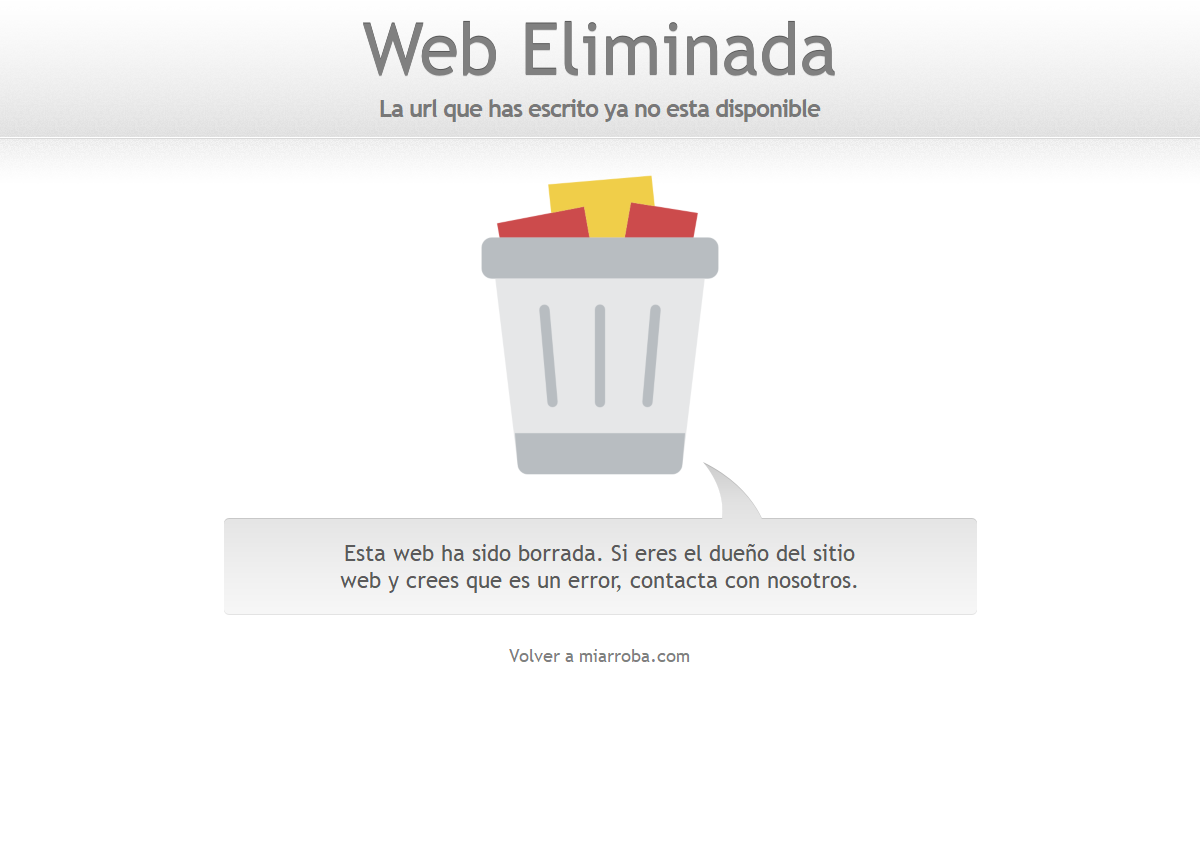 Web Eliminada
La url que has escrito ya no esta disponible
Esta web ha sido borrada. Si eres el dueño del sitio
web y crees que es un error, contacta con nosotros.
Volver a miarroba.com